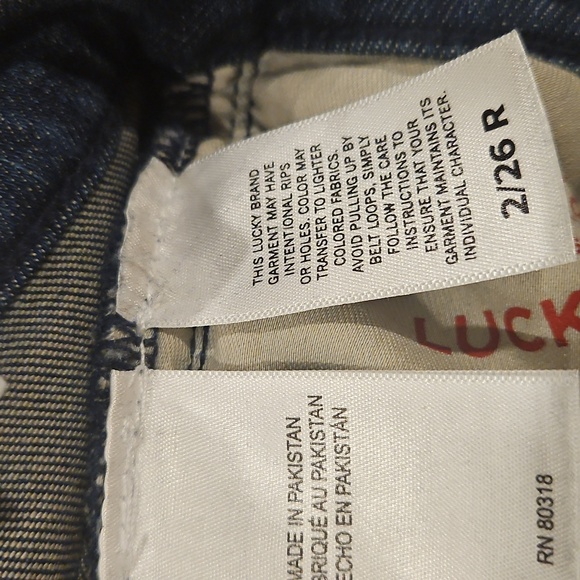 THIS LUCKY BRAND
GARMENT MAY HAVE
INTENTIONAL RIPS
OR HOLES. COLOR MAY
TRANSFER TO LIGHTER
COLORED FABRICS.
AVOID PULLING UP BY
BELT LOOPS, SIMPLY
FOLLOW THE CARE
INSTRUCTIONS TO
ENSURE THAT YOUR
GARMENT MAINTAINS ITS
INDIVIDUAL CHARACTER.
2/26 R
LUCK
MADE IN PAKISTAN
BRIQUÉ AU PAKISTAN
ECHO EN PAKISTÁN
RN 80318